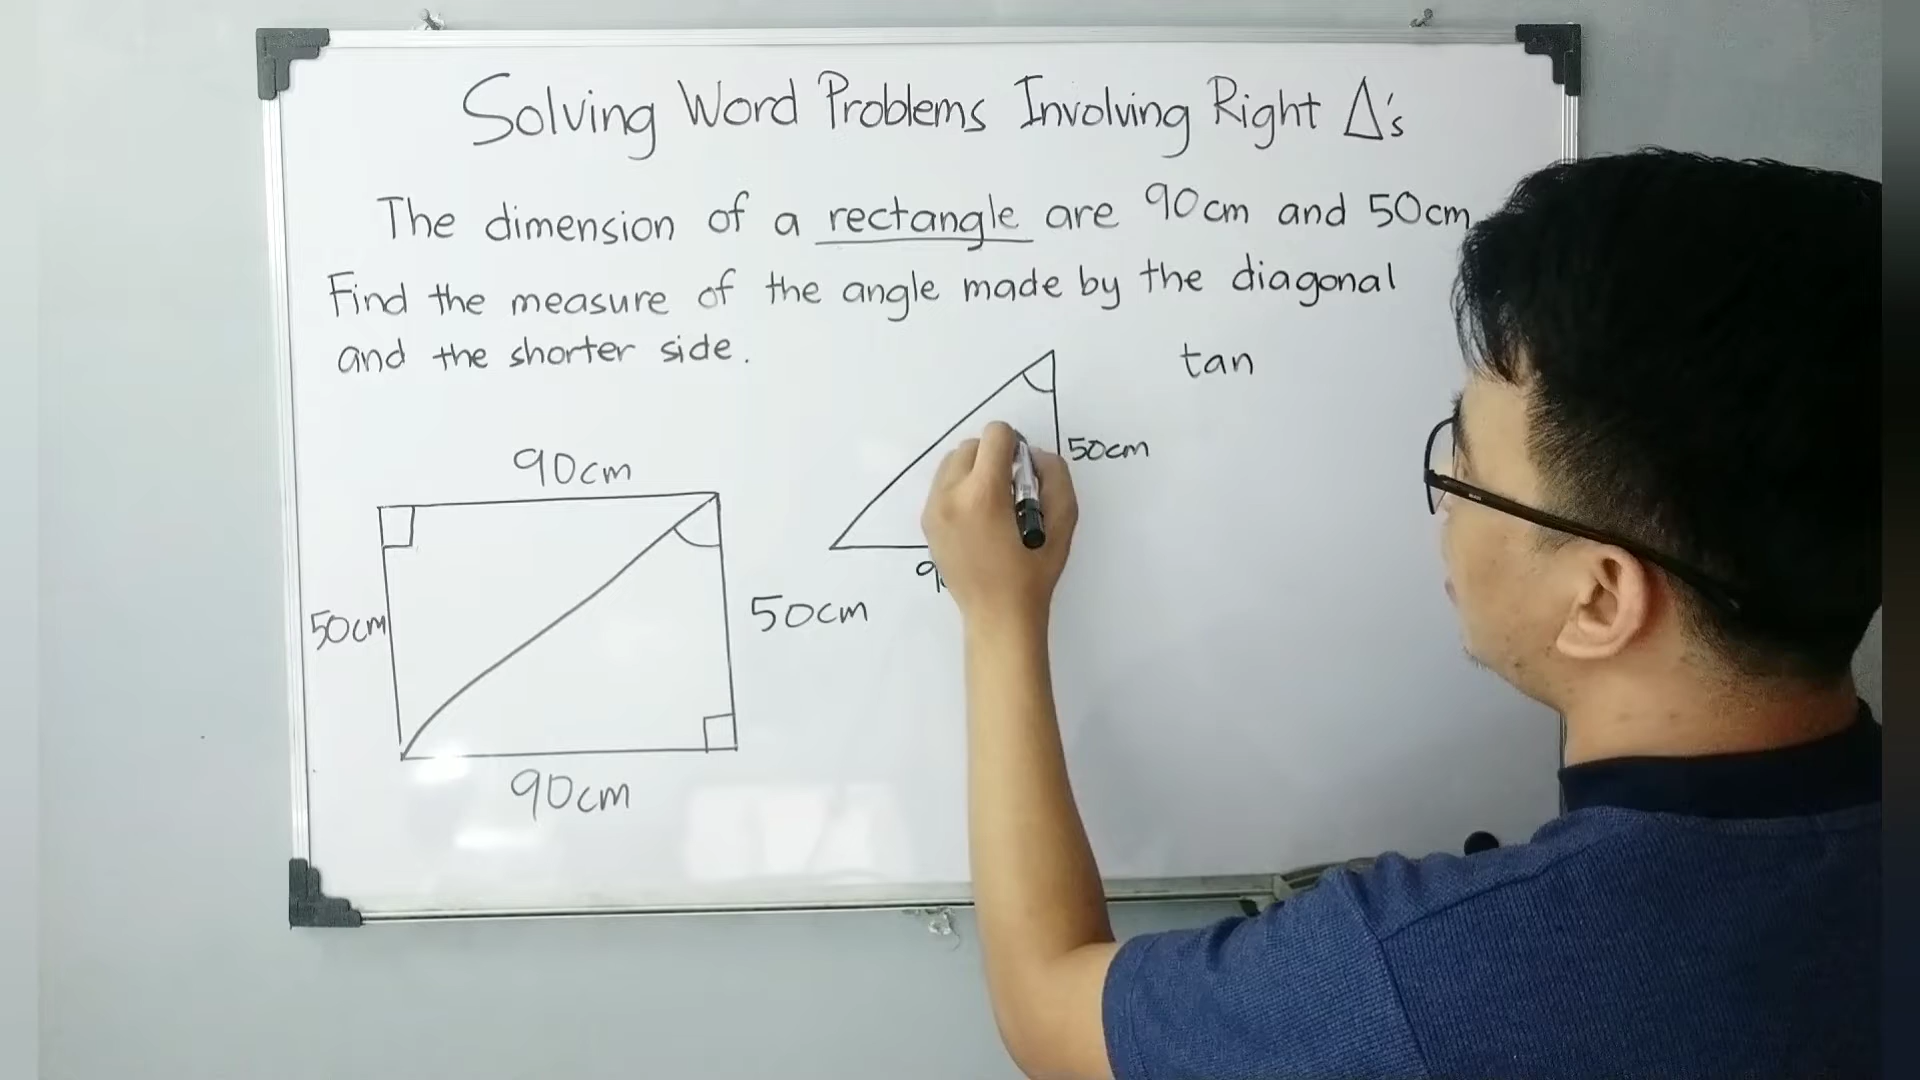 Solving Word Problems Involving Right Δ's
The dimension of a rectangle are 90cm and 50cm
Find the measure of the angle made by the diagonal
and the shorter side.
tan
50cm
90cm
50cm
50cm
90cm